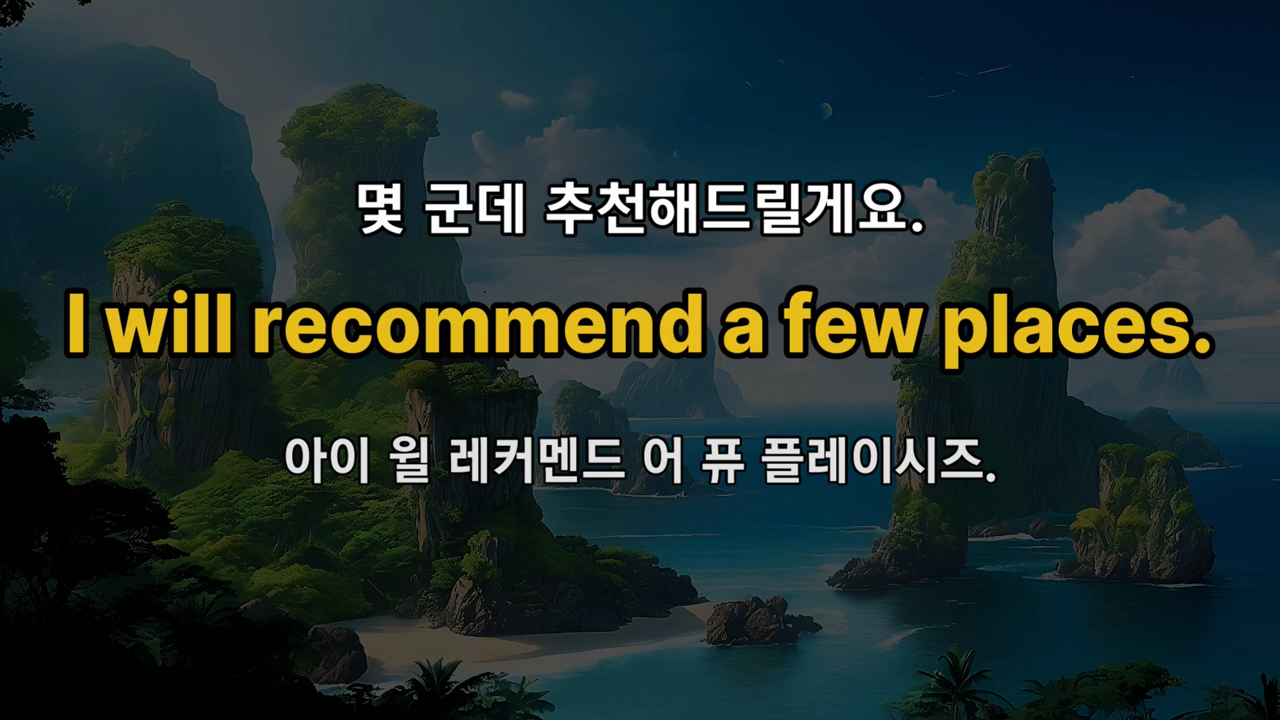 몇 군데 추천해드릴게요.
I will recommend a few places.
아이 윌 레커멘드 어 퓨 플레이시즈.